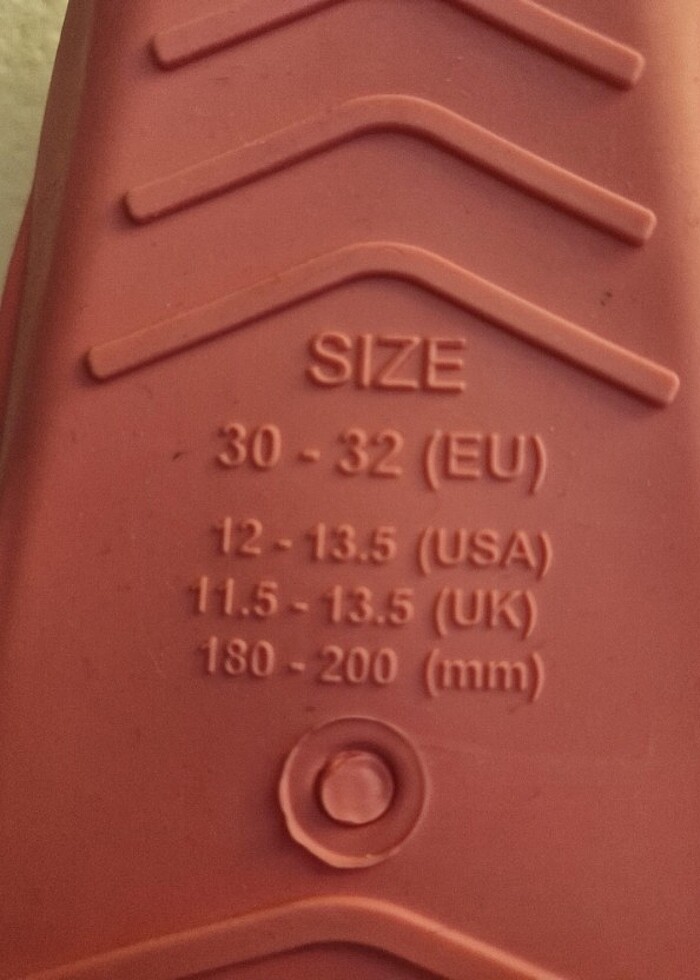 SIZE
30 - 32 (EU)
12 - 13.5 (USA)
11.5 - 13.5 (UK)
180 - 200 (mm)